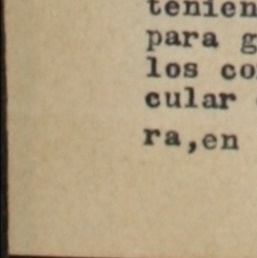 tenien
para g
los co
cular
ra,en